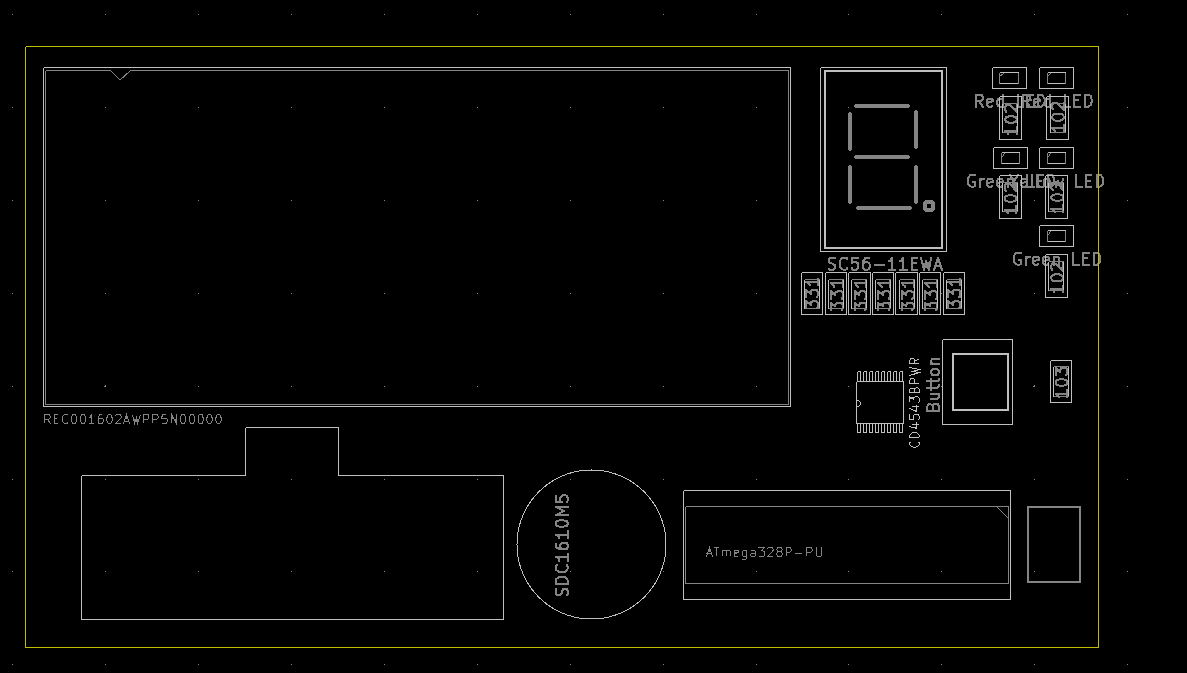 Red LED
Red LED
102
102
Green LED
Yellow LED
102
102
Green LED
102
SC56-11EWA
331
331
331
331
331
331
331
CD4543BPWR
Button
103
REC001602AWPP5N00000
SDC1610M5
ATmega328P-PU